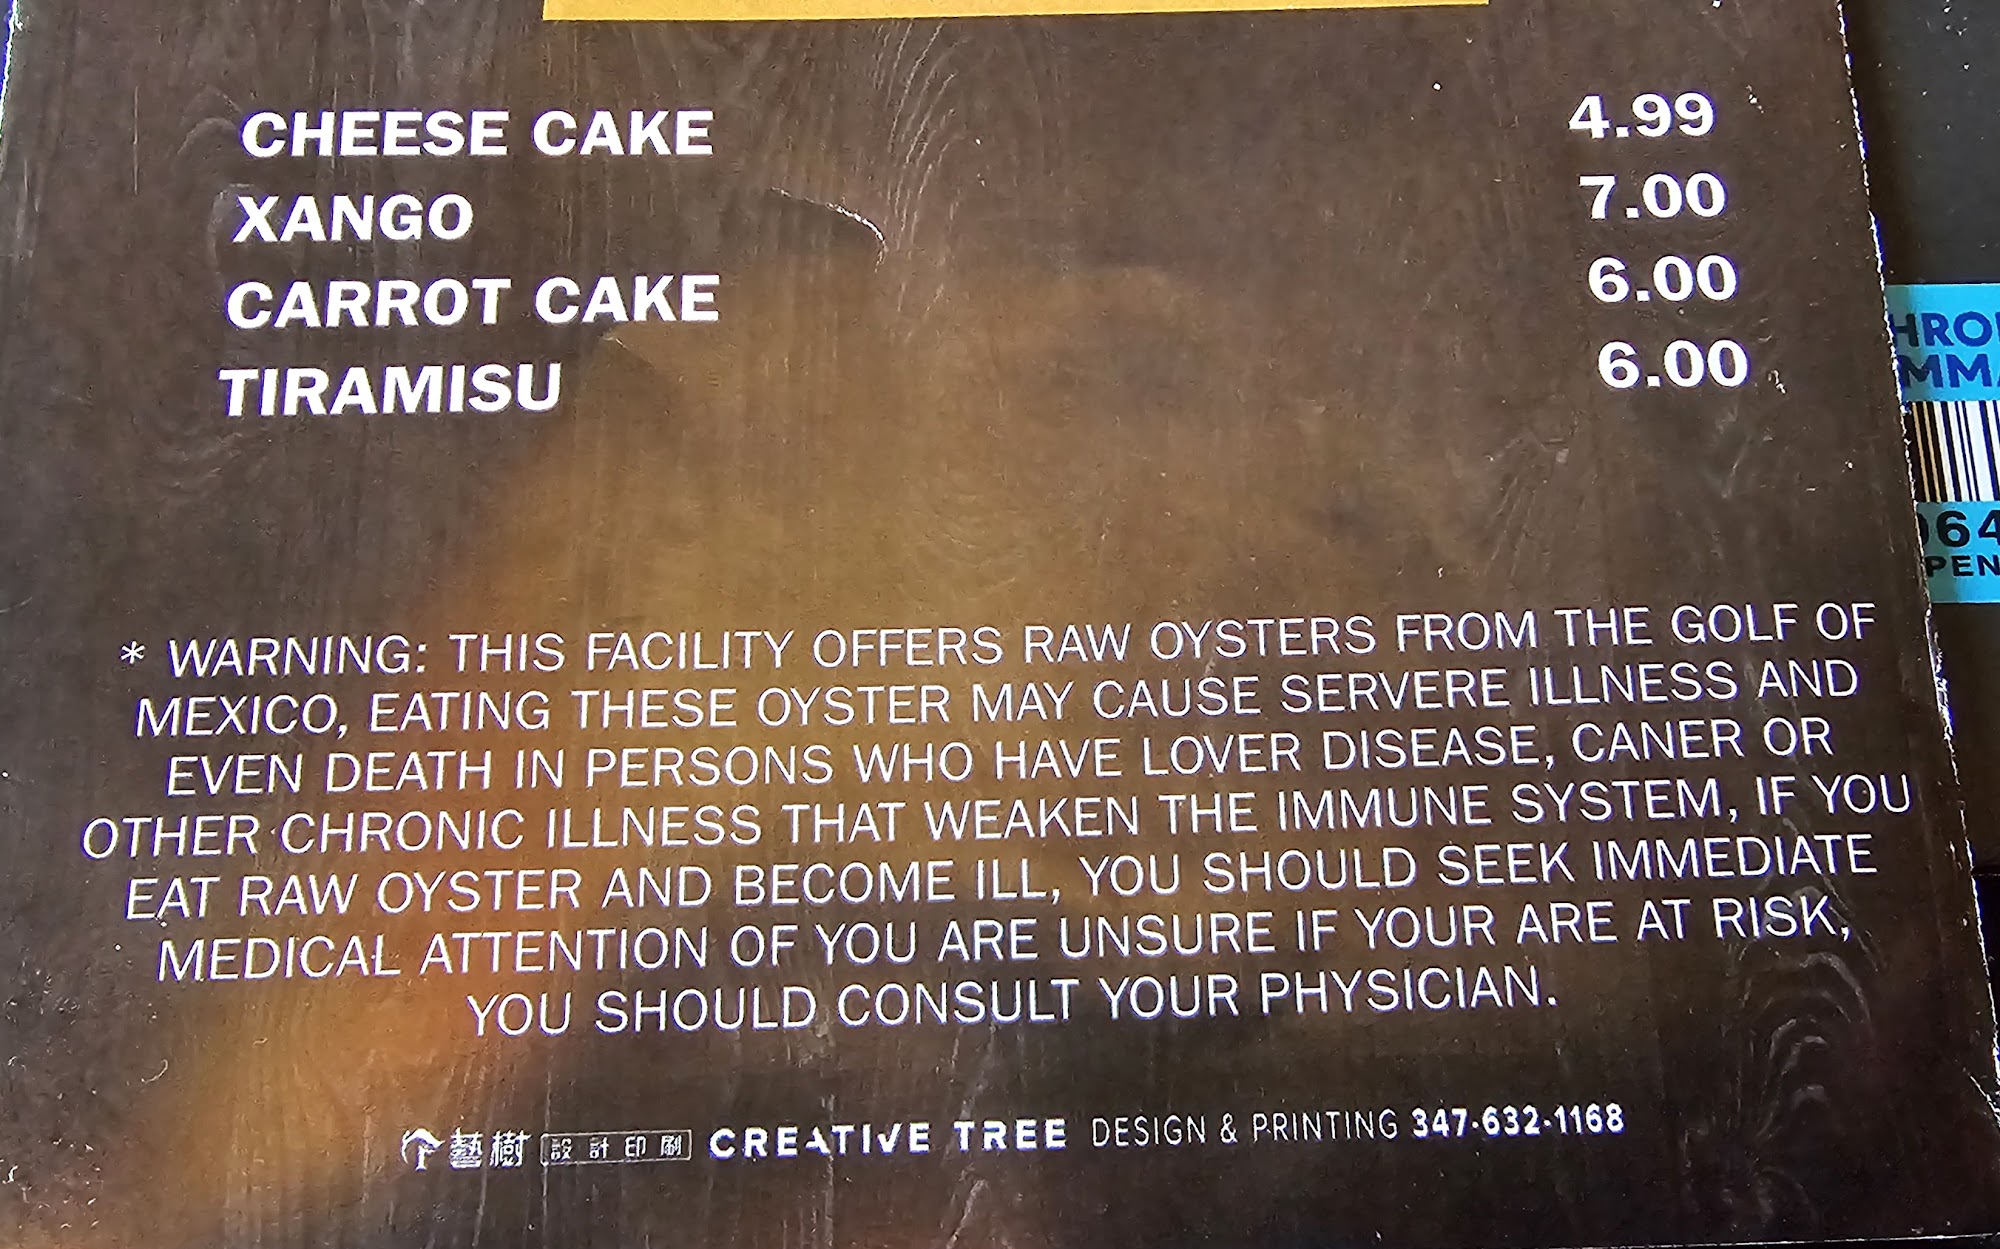 CHEESE CAKE 4.99
XANGO 7.00
CARROT CAKE 6.00
TIRAMISU 6.00
* WARNING: THIS FACILITY OFFERS RAW OYSTERS FROM THE GOLF OF
MEXICO, EATING THESE OYSTER MAY CAUSE SERVERE ILLNESS AND
EVEN DEATH IN PERSONS WHO HAVE LOVER DISEASE, CANER OR
OTHER CHRONIC ILLNESS THAT WEAKEN THE IMMUNE SYSTEM, IF YOU
EAT RAW OYSTER AND BECOME ILL, YOU SHOULD SEEK IMMEDIATE
MEDICAL ATTENTION OF YOU ARE UNSURE IF YOUR ARE AT RISK,
YOU SHOULD CONSULT YOUR PHYSICIAN.
藝樹 設計印刷 CREATIVE TREE DESIGN & PRINTING 347-632-1168